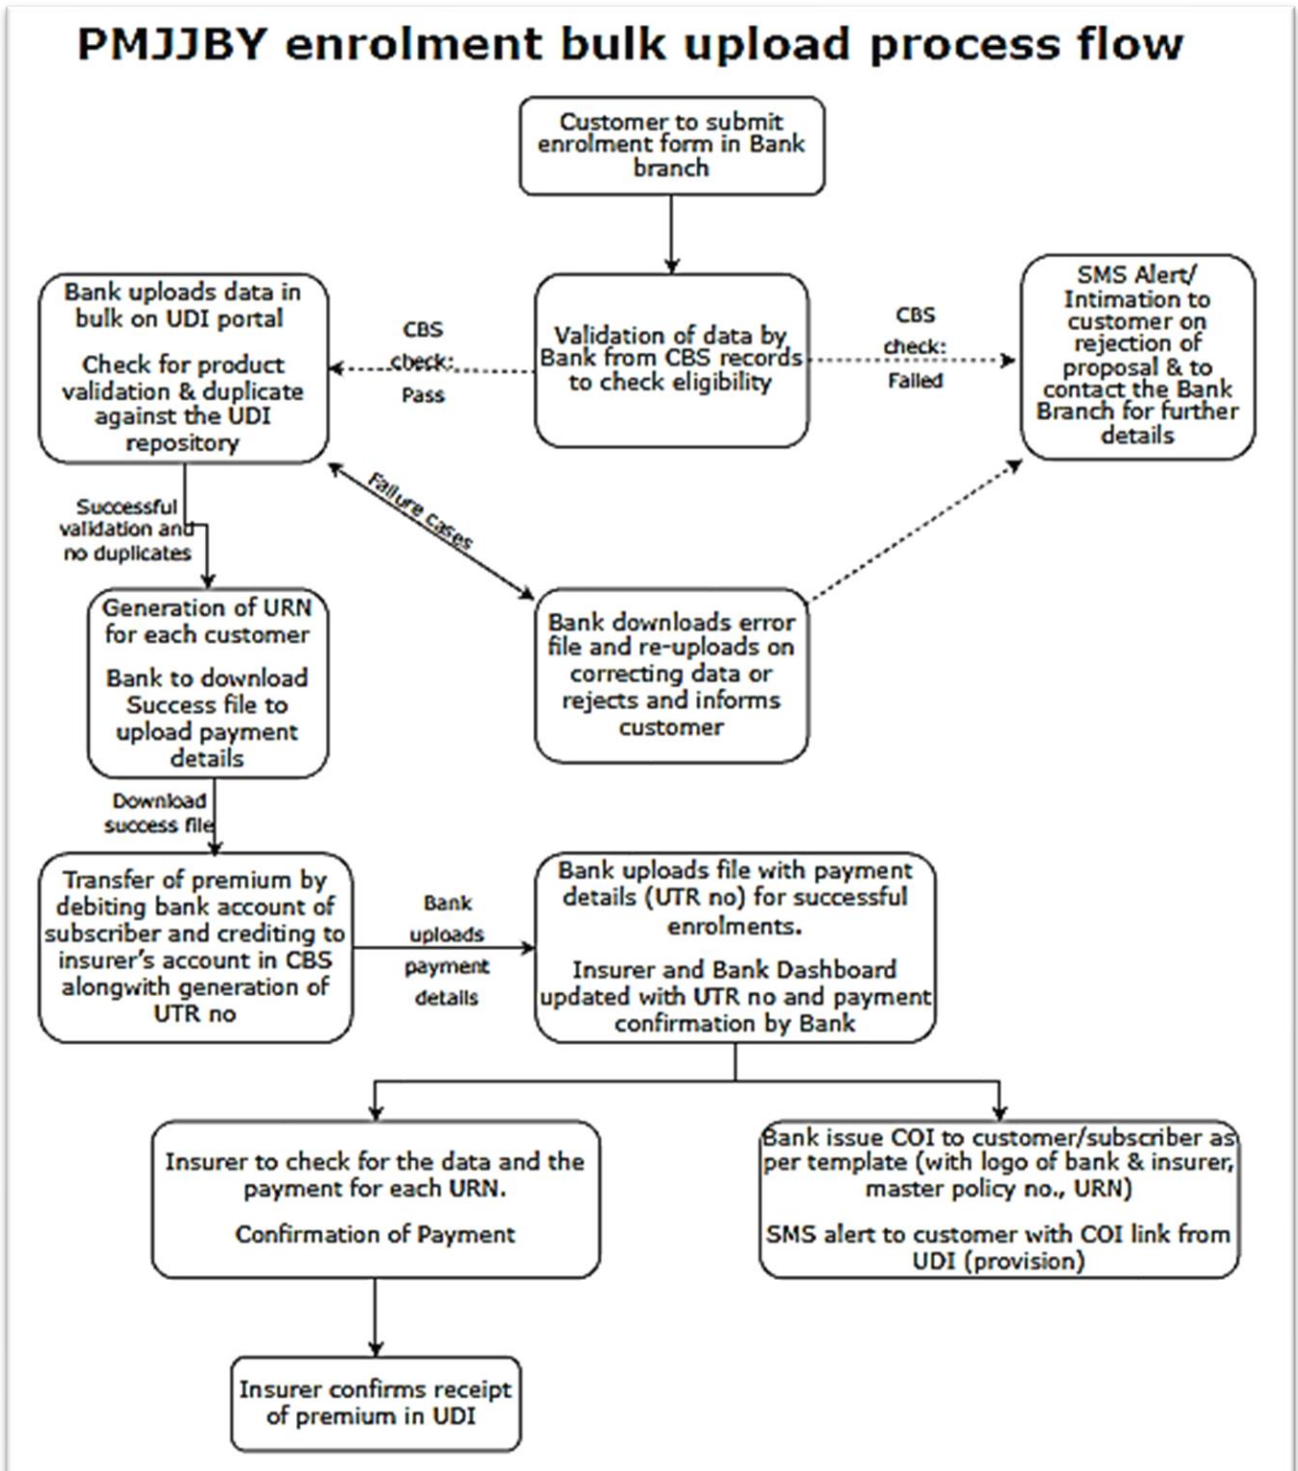 PMJJBY enrolment bulk upload process flow
Customer to submit
enrolment form in Bank
branch
Bank uploads data in
bulk on UDI portal
Check for product
validation & duplicate
against the UDI
repository
CBS
check:
Pass
Validation of data by
Bank from CBS records
to check eligibility
CBS
check:
Failed
SMS Alert/
Intimation to
customer on
rejection of
proposal & to
contact the Bank
Branch for further
details
Successful
validation and
no duplicates
Failure cases
Generation of URN
for each customer
Bank to download
Success file to
upload payment
details
Bank downloads error
file and re-uploads on
correcting data or
rejects and informs
customer
Download
success file
Transfer of premium by
debiting bank account of
subscriber and crediting to
insurer's account in CBS
alongwith generation of
UTR no
Bank
uploads
payment
details
Bank uploads file with payment
details (UTR no) for successful
enrolments.
Insurer and Bank Dashboard
updated with UTR no and payment
confirmation by Bank
Insurer to check for the data and the
payment for each URN.
Confirmation of Payment
Bank issue COI to customer/subscriber as
per template (with logo of bank & insurer,
master policy no., URN)
SMS alert to customer with COI link from
UDI (provision)
Insurer confirms receipt
of premium in UDI